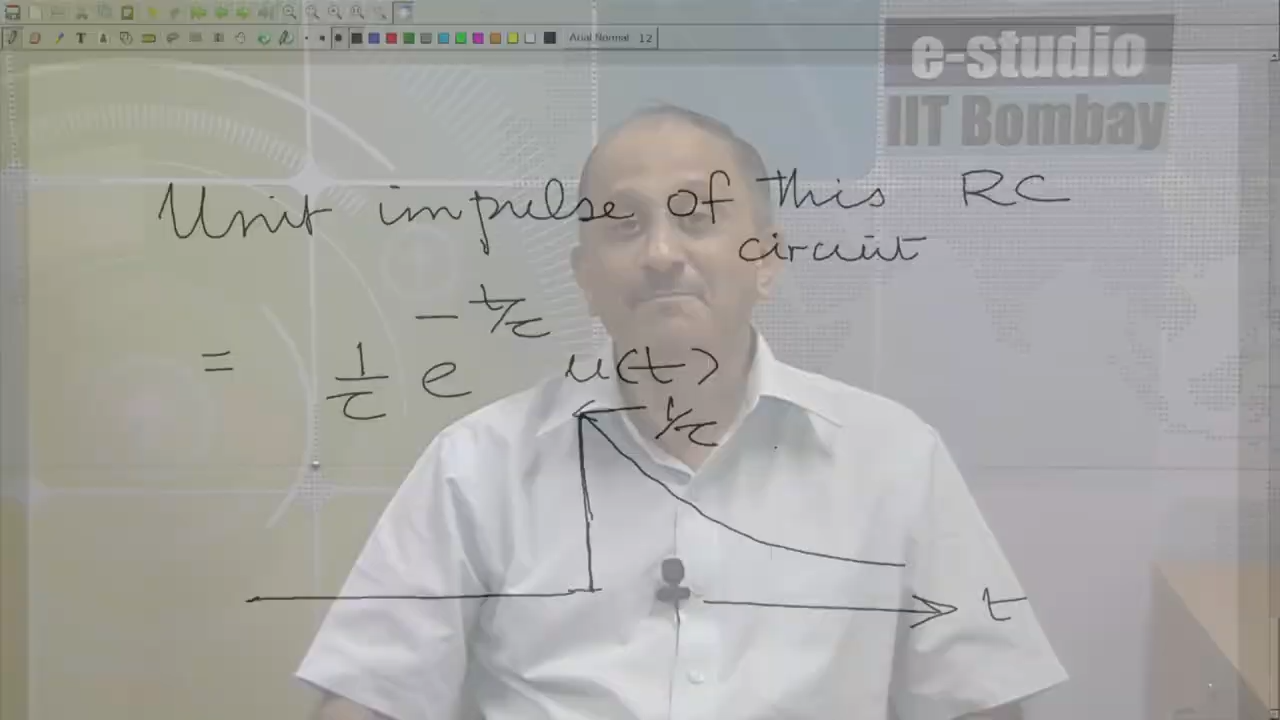 Arial Normal 12
e-studio
IIT Bombay
Unit impulse of this RC
circuit
= 1/τ e^(-t/τ) u(t)
1/τ
t